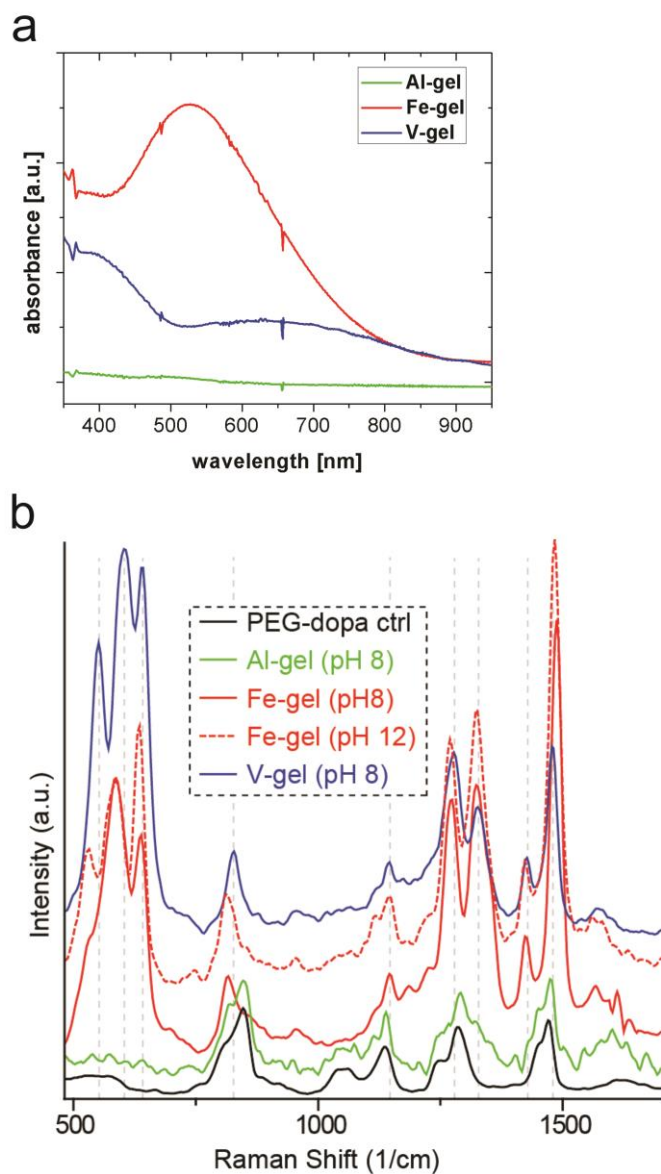 a
Al-gel
Fe-gel
V-gel
absorbance [a.u.]
400 500 600 700 800 900
wavelength [nm]
b
PEG-dopa ctrl
Al-gel (pH 8)
Fe-gel (pH8)
Fe-gel (pH 12)
V-gel (pH 8)
Intensity (a.u.)
500 1000 1500
Raman Shift (1/cm)